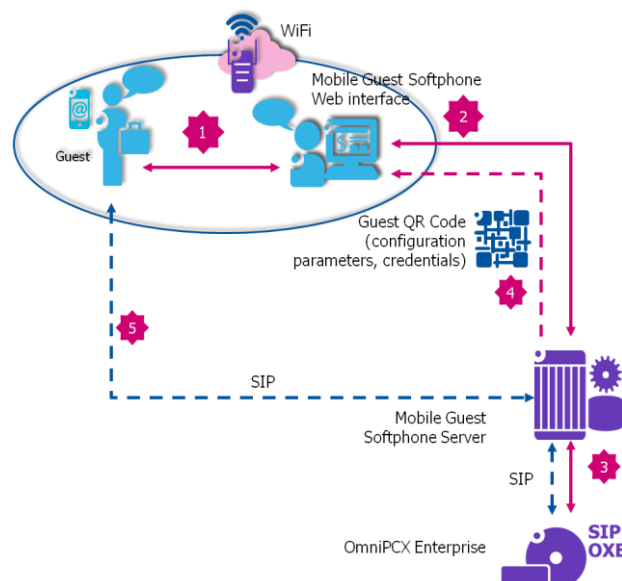 WiFi
Mobile Guest Softphone
Web interface
2
1
@
$
Guest
Guest QR Code
(configuration
parameters, credentials)
4
5
SIP
Mobile Guest
Softphone Server
3
SIP
OmniPCX Enterprise
SIP
OXE